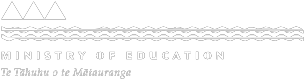 MINISTRY OF EDUCATION
Te Tāhuhu o te Mātauranga